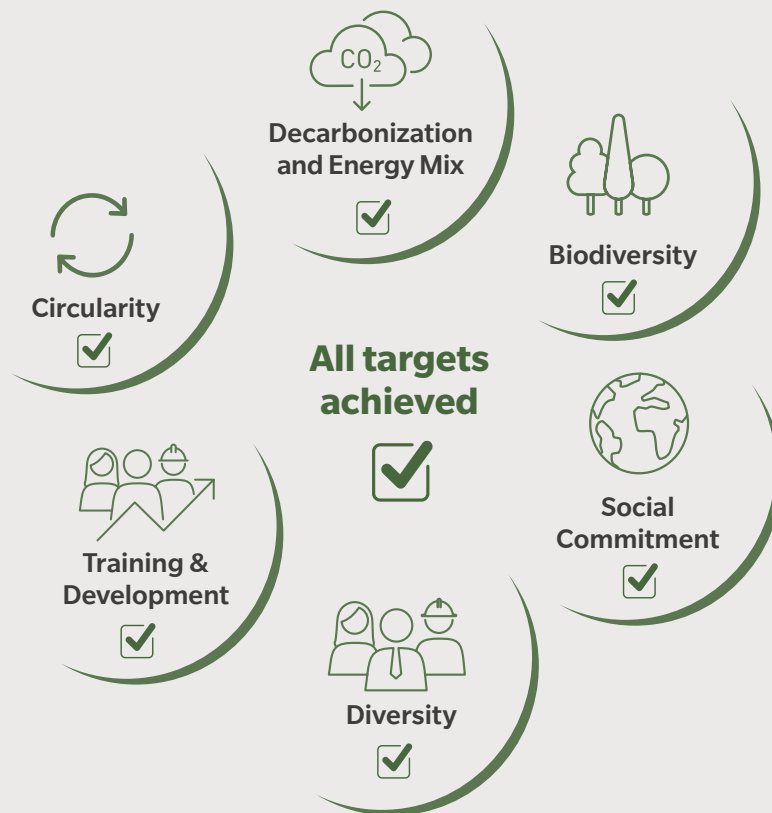 CO₂
Decarbonization
and Energy Mix
Biodiversity
Circularity
All targets
achieved
Social
Commitment
Training &
Development
Diversity